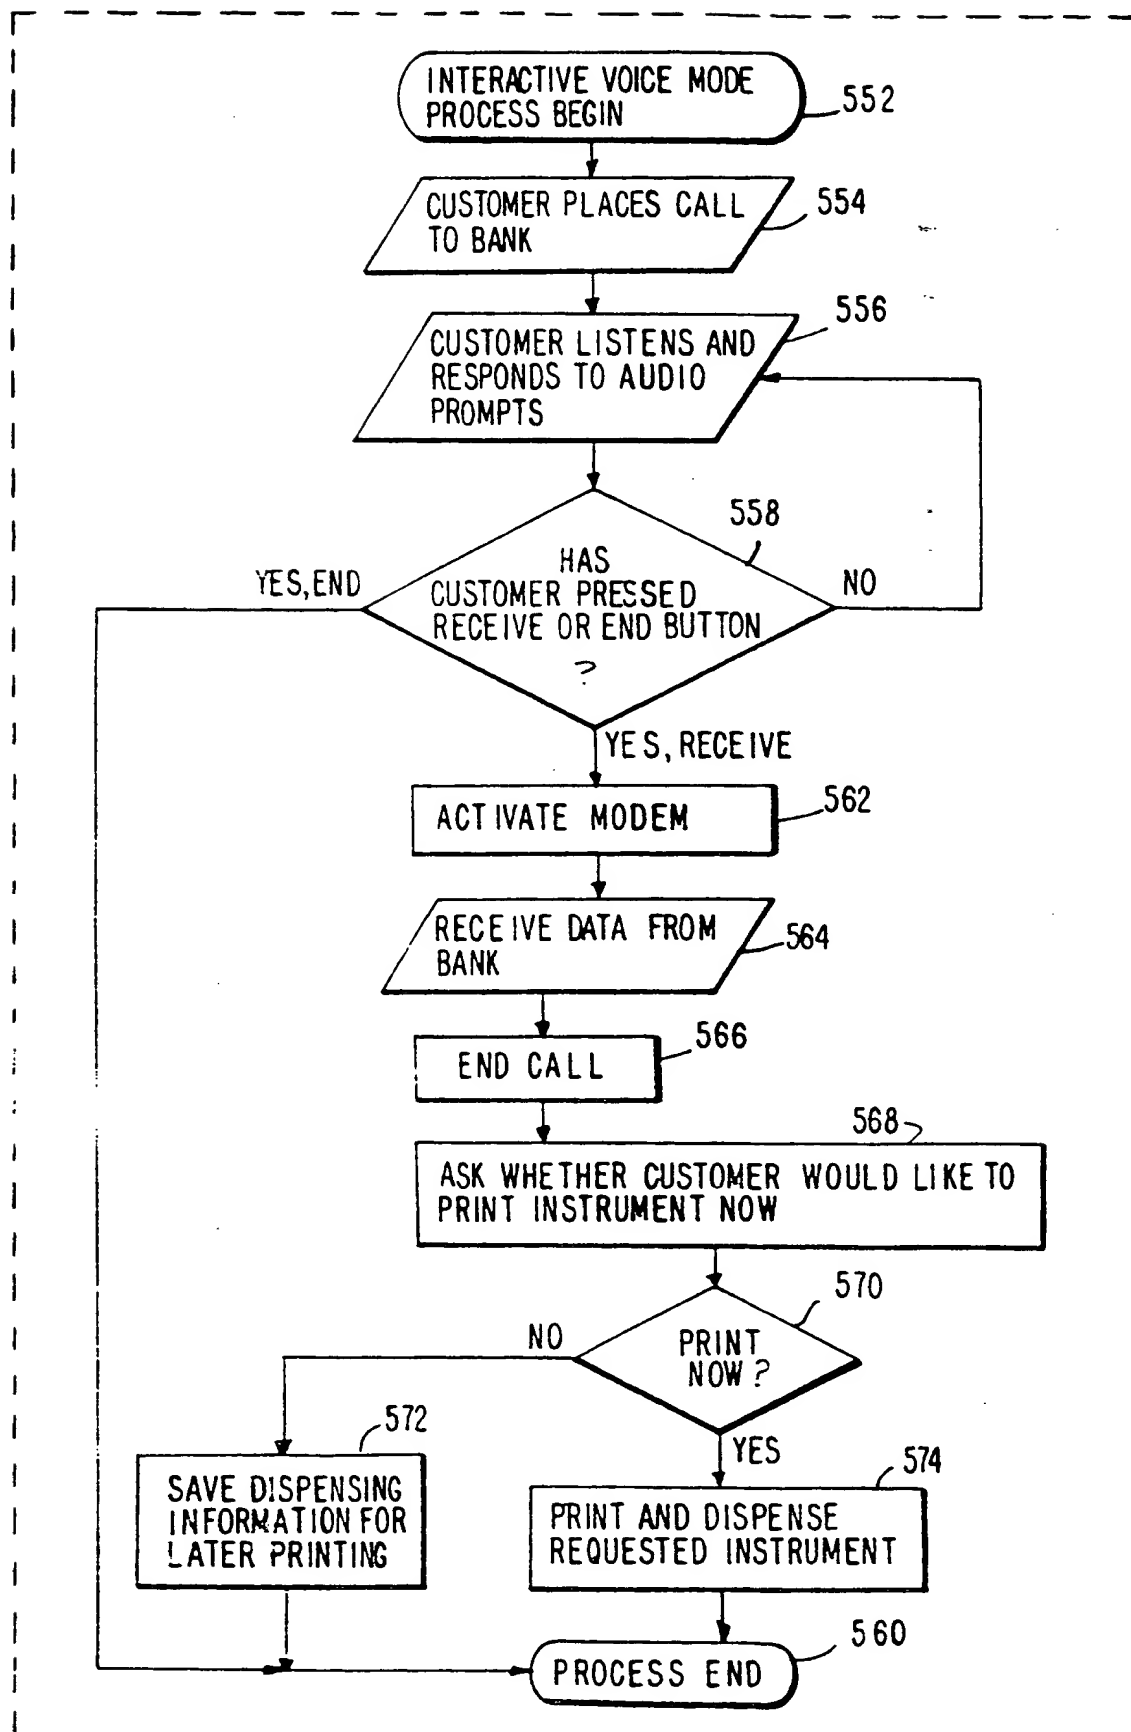 INTERACTIVE VOICE MODE
PROCESS BEGIN
552
CUSTOMER PLACES CALL
TO BANK
554
556
CUSTOMER LISTENS AND
RESPONDS TO AUDIO
PROMPTS
558
HAS
CUSTOMER PRESSED
RECEIVE OR END BUTTON
?
YES, END
NO
YES, RECEIVE
ACTIVATE MODEM
562
RECEIVE DATA FROM
BANK
564
END CALL
566
568
ASK WHETHER CUSTOMER WOULD LIKE TO
PRINT INSTRUMENT NOW
570
PRINT
NOW?
NO
YES
572
SAVE DISPENSING
INFORMATION FOR
LATER PRINTING
574
PRINT AND DISPENSE
REQUESTED INSTRUMENT
560
PROCESS END